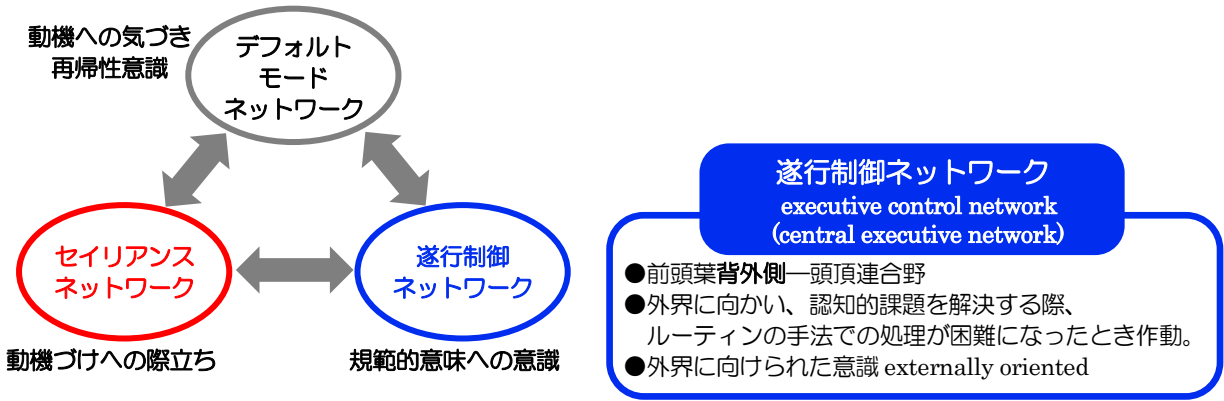 動機への気づき
再帰性意識
デフォルト
モード
ネットワーク
セイリアンス
ネットワーク
遂行制御
ネットワーク
動機づけへの際立ち
規範的意味への意識
遂行制御ネットワーク
executive control network
(central executive network)
●前頭葉背外側―頭頂連合野
●外界に向かい、認知的課題を解決する際、
ルーティンの手法での処理が困難になったとき作動。
●外界に向けられた意識 externally oriented